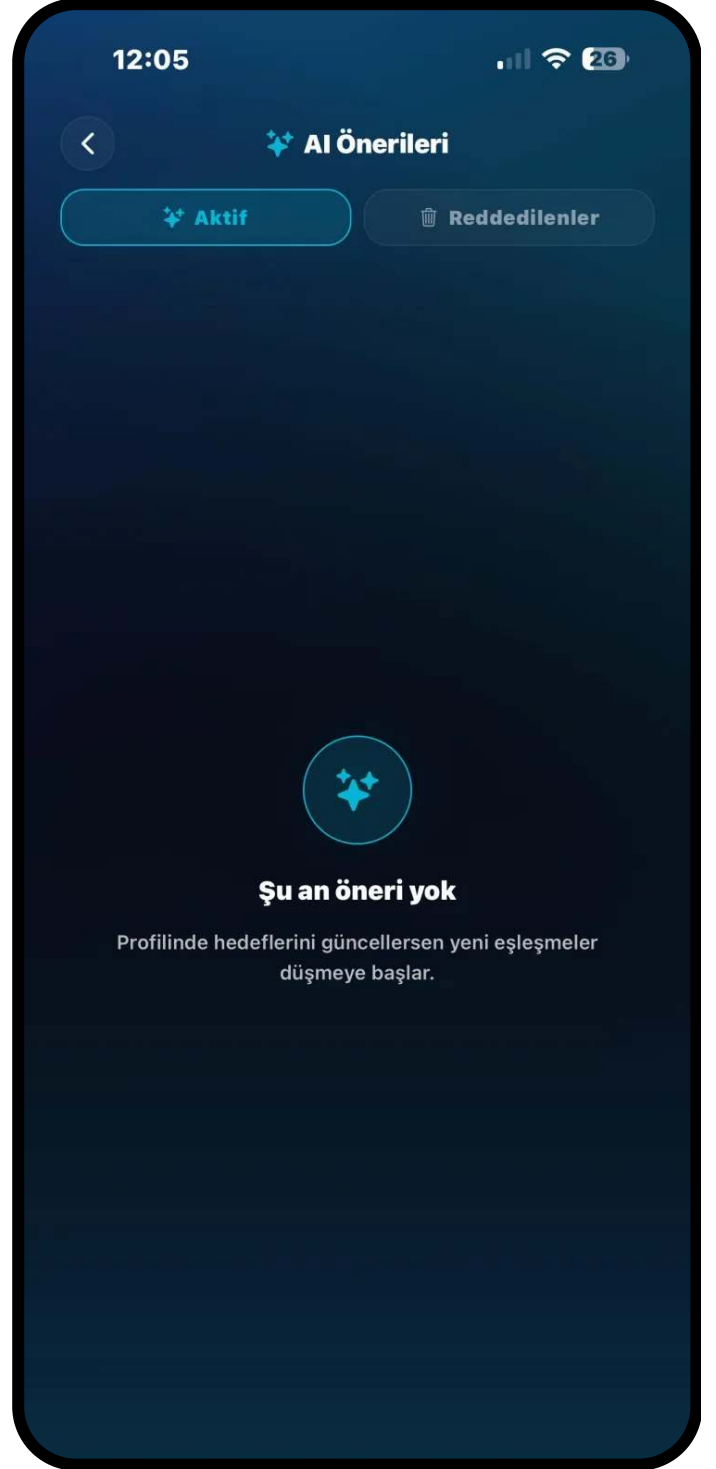 12:05
26
AI Önerileri
Aktif
Reddedilenler
Şu an öneri yok
Profilinde hedeflerini güncellersen yeni eşleşmeler
düşmeye başlar.